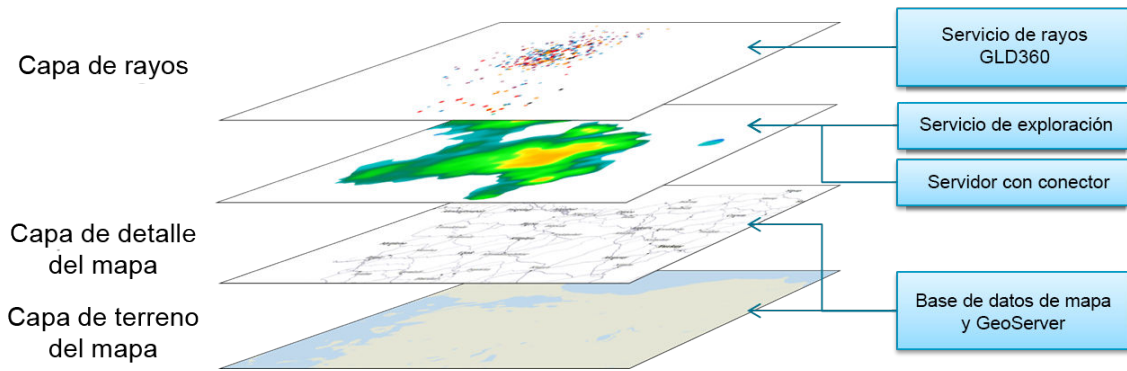 Capa de rayos
Servicio de rayos
GLD360
Servicio de exploración
Servidor con conector
Capa de detalle
del mapa
Capa de terreno
del mapa
Base de datos de mapa
y GeoServer